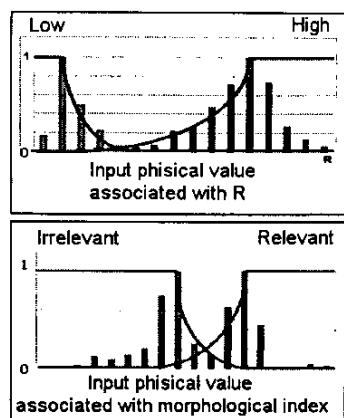 Low High
1
0
R
Input phisical value
associated with R
Irrelevant Relevant
1
0
Input phisical value
associated with morphological index